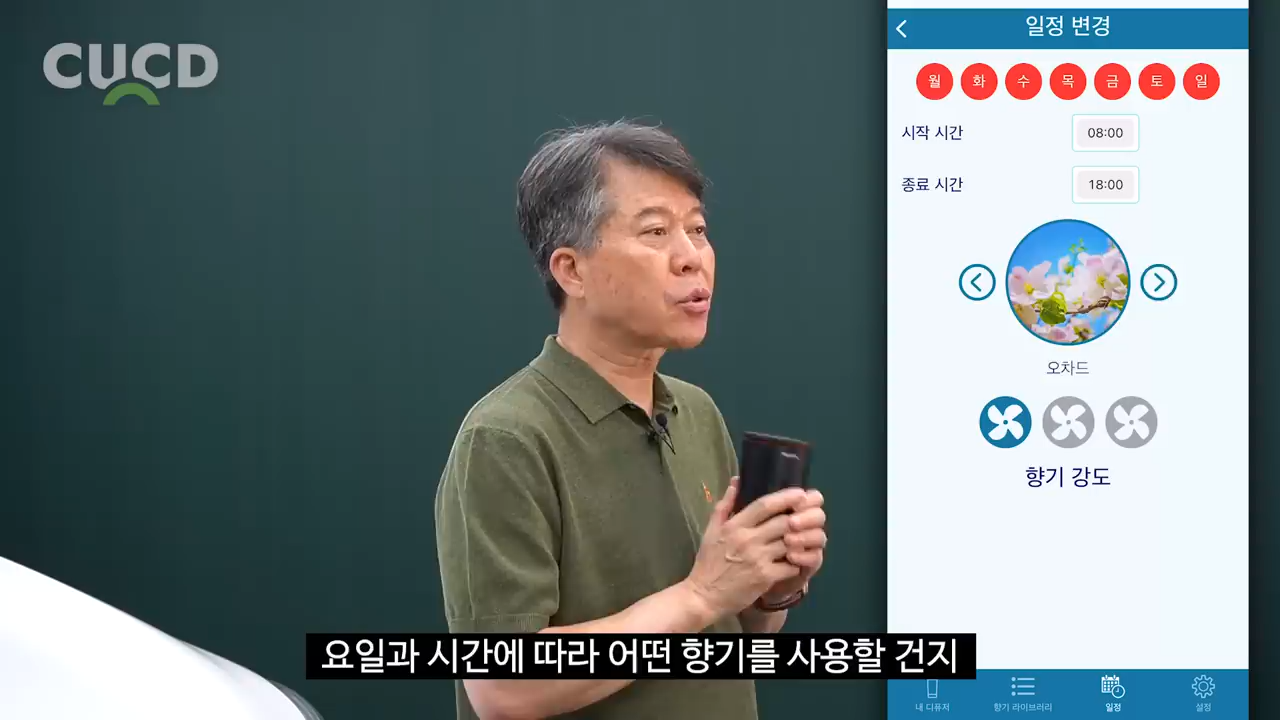 CUCD
일정 변경
월 화 수 목 금 토 일
시작 시간 08:00
종료 시간 18:00
오차드
향기 강도
요일과 시간에 따라 어떤 향기를 사용할 건지
내 디퓨저 향기 라이브러리 일정 설정